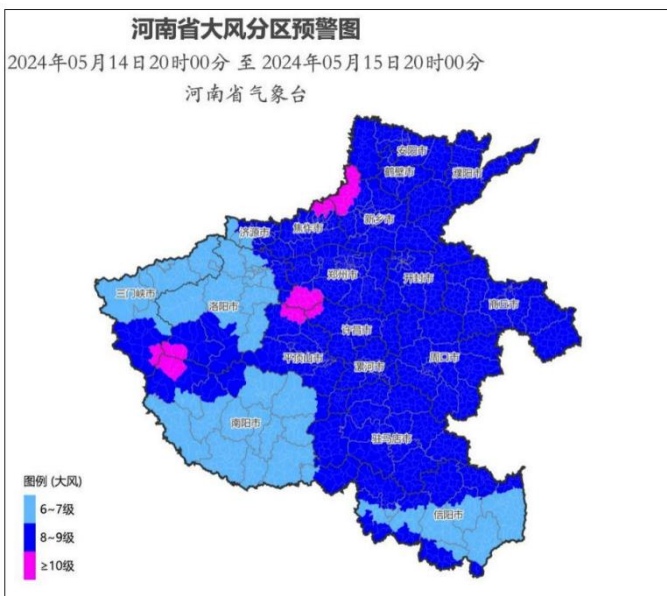 河南省大风分区预警图
2024年05月14日20时00分 至 2024年05月15日20时00分
河南省气象台
安阳市
鹤壁市
濮阳市
新乡市
济源市
焦作市
郑州市
开封市
三门峡市
洛阳市
商丘市
许昌市
平顶山市
漯河市
周口市
南阳市
驻马店市
信阳市
图例 (大风)
6~7级
8~9级
≥10级